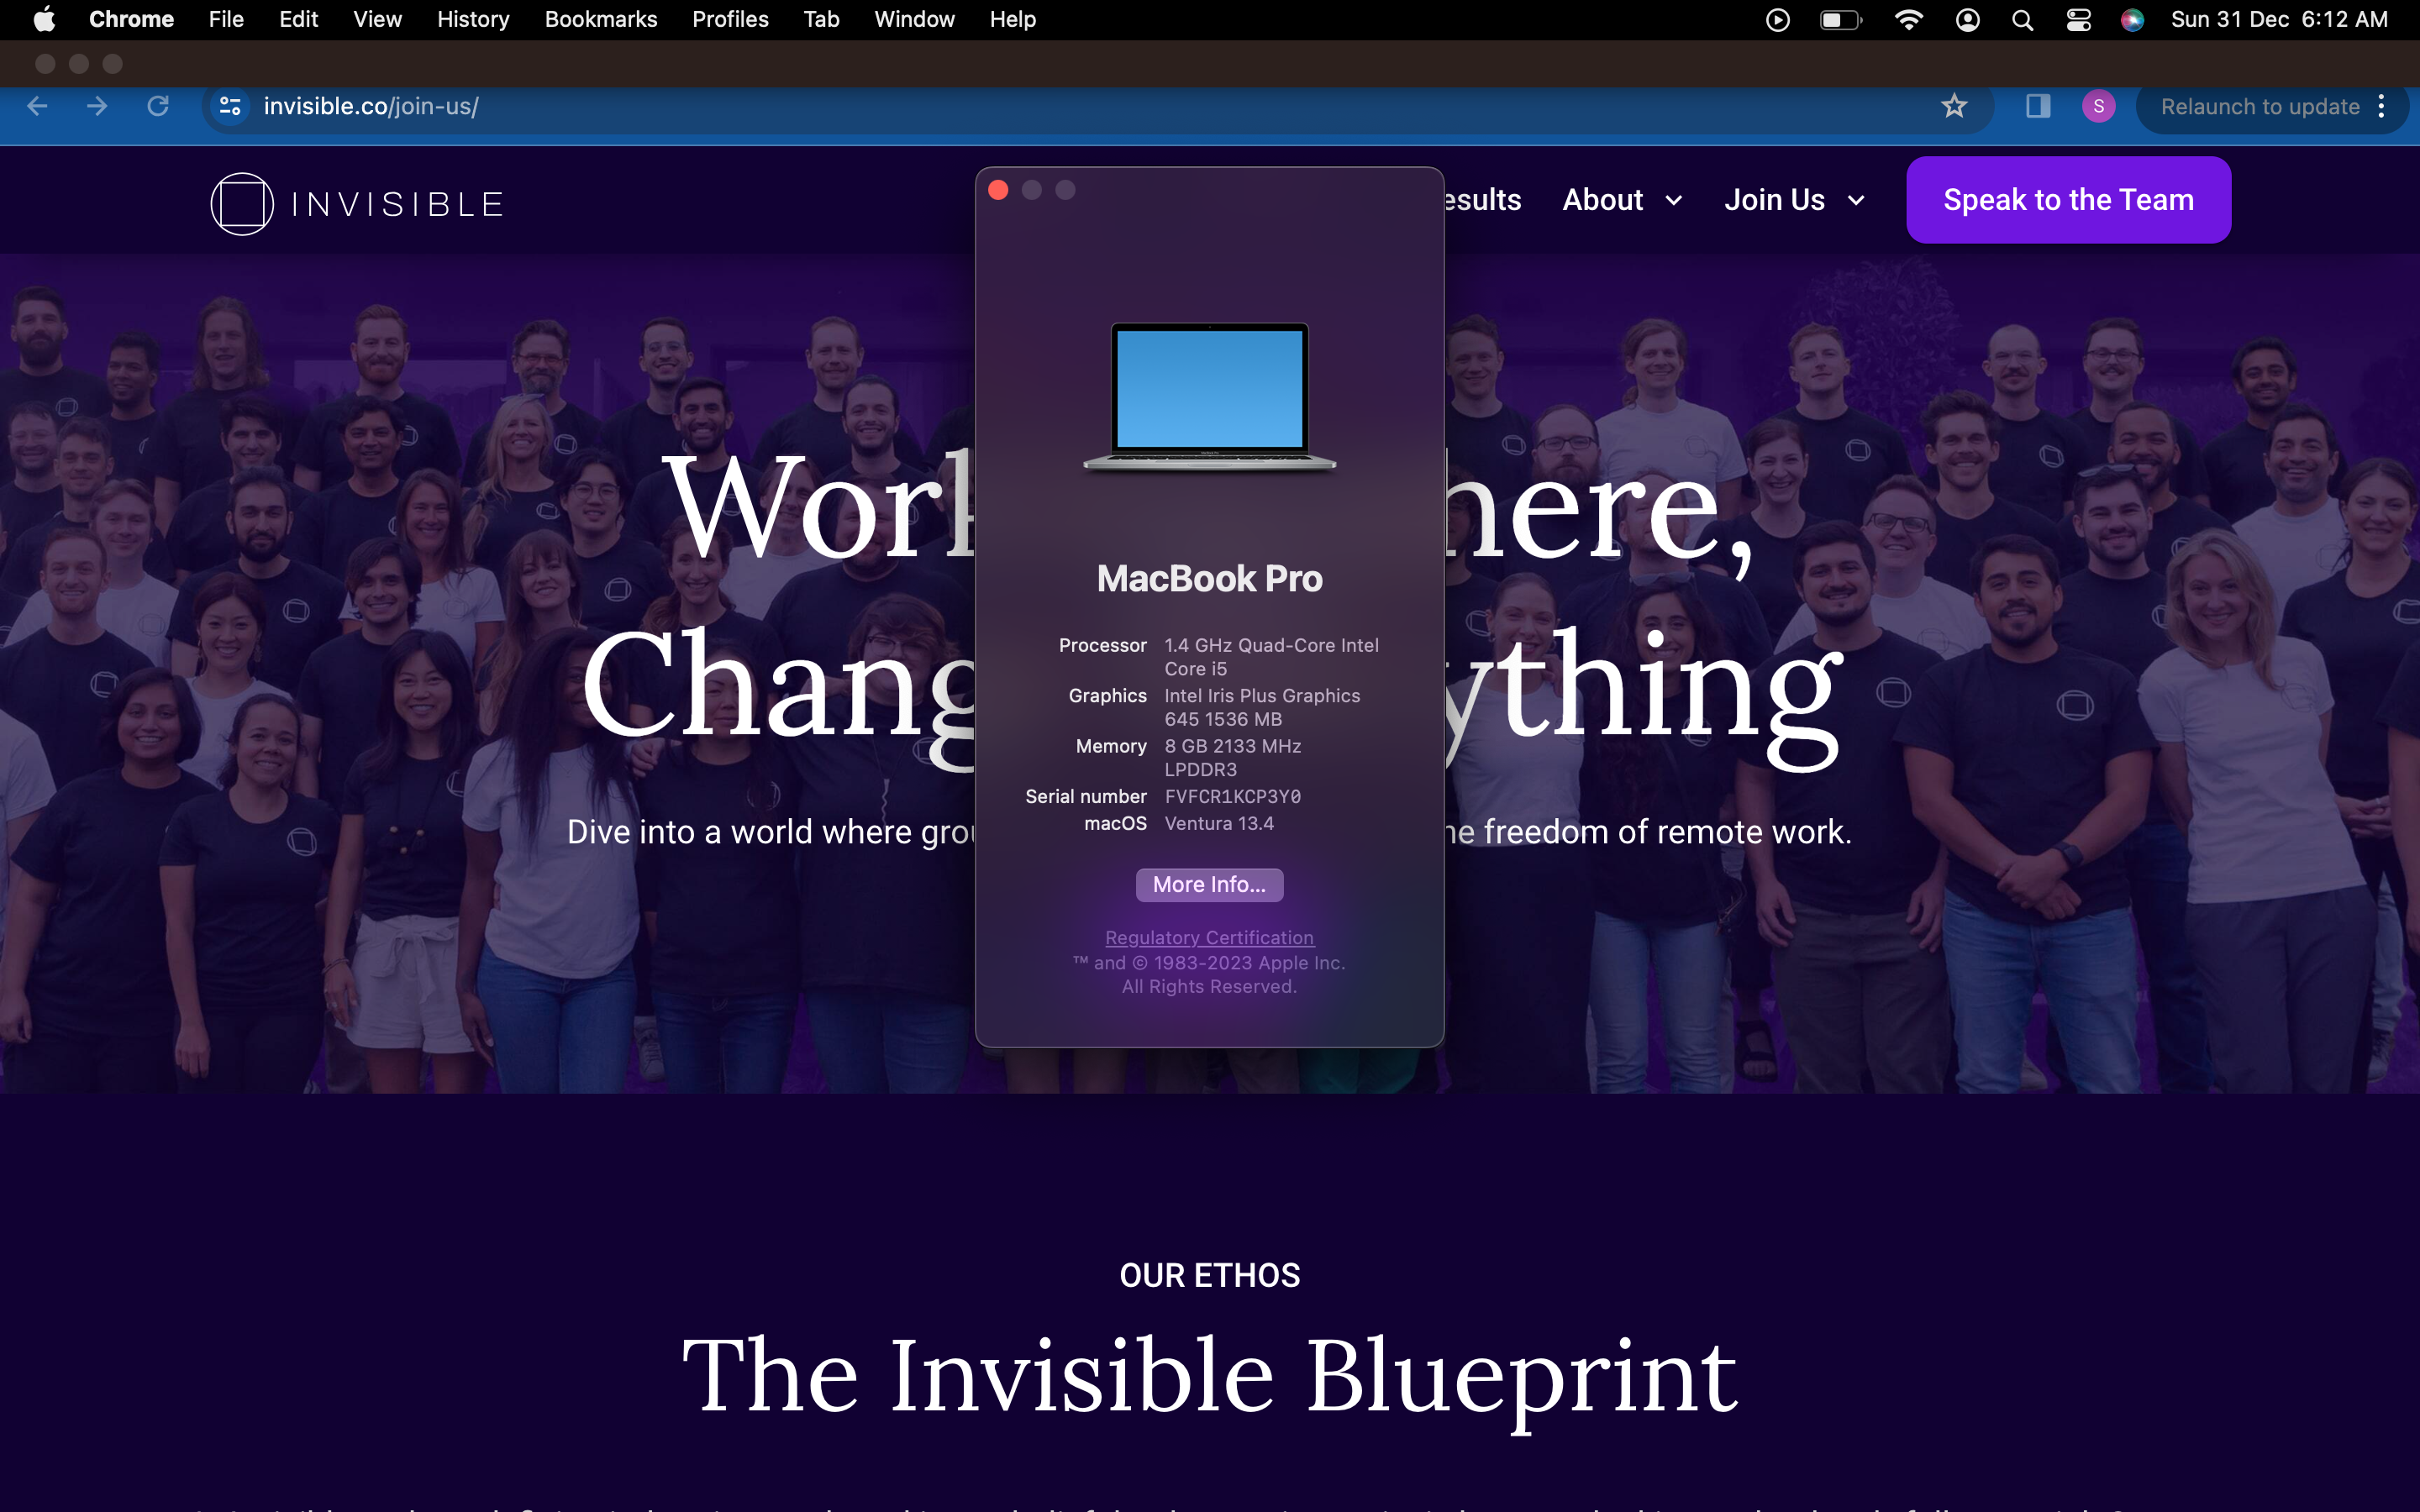 Chrome File Edit View History Bookmarks Profiles Tab Window Help Sun 31 Dec 6:12 AM
invisible.co/join-us/ S Relaunch to update
INVISIBLE esults About Join Us Speak to the Team
Work here,
Chang ything
Dive into a world where grou he freedom of remote work.
MacBook Pro
Processor 1.4 GHz Quad-Core Intel
Core i5
Graphics Intel Iris Plus Graphics
645 1536 MB
Memory 8 GB 2133 MHz
LPDDR3
Serial number FVFCR1KCP3Y0
macOS Ventura 13.4
More Info...
Regulatory Certification
™ and © 1983-2023 Apple Inc.
All Rights Reserved.
OUR ETHOS
The Invisible Blueprint